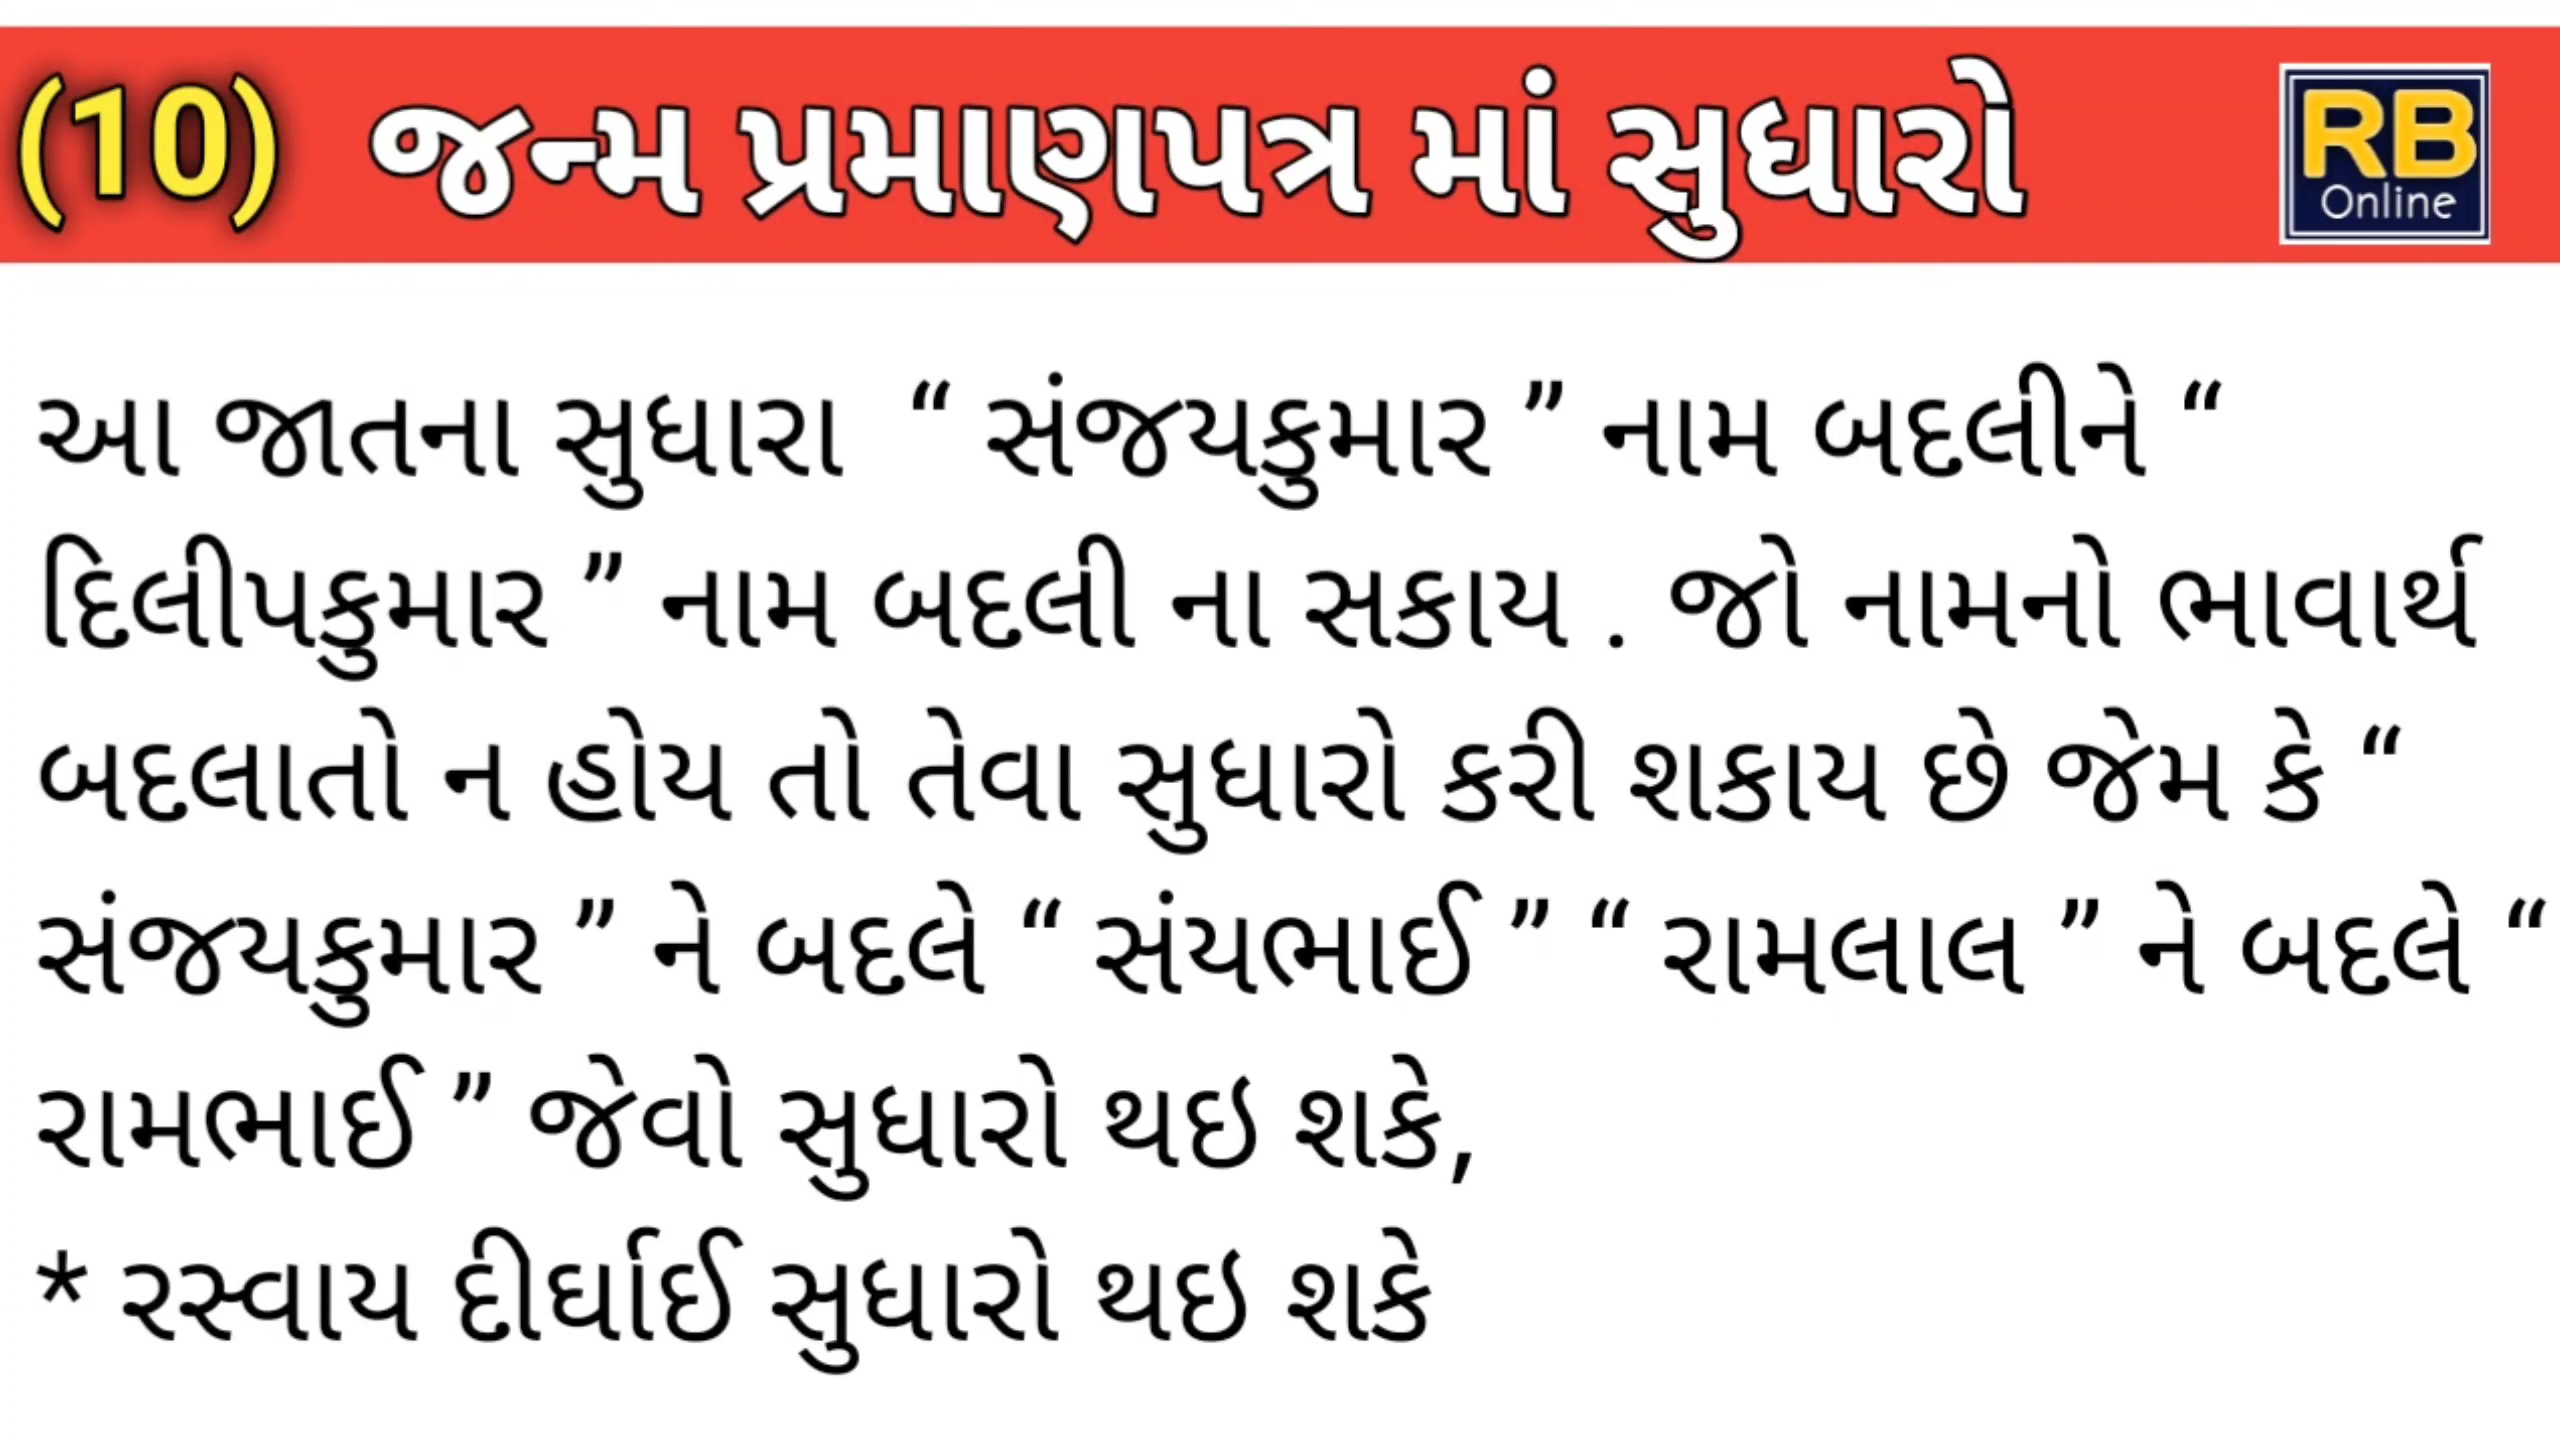 (10) જન્મ પ્રમાણપત્ર માં સુધારો
RB
Online
આ જાતના સુધારા “ સંજયકુમાર ” નામ બદલીને “
દિલીપકુમાર ” નામ બદલી ના સકાય . જો નામનો ભાવાર્થ
બદલાતો ન હોય તો તેવા સુધારો કરી શકાય છે જેમ કે “
સંજયકુમાર ” ને બદલે “ સંયભાઈ ” “ રામલાલ ” ને બદલે “
રામભાઈ ” જેવો સુધારો થઇ શકે,
* રસ્વાય દીર્ઘાઈ સુધારો થઇ શકે